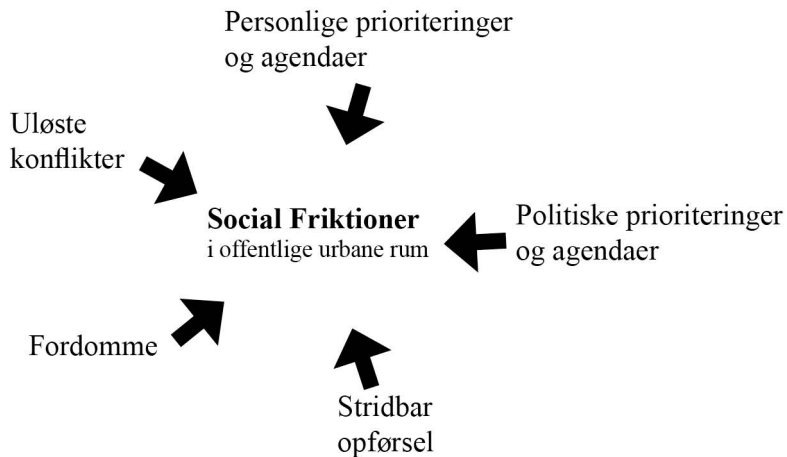 Personlige prioriteringer
og agendaer
Uløste
konflikter
Social Friktioner
i offentlige urbane rum
Politiske prioriteringer
og agendaer
Fordomme
Stridbar
opførsel